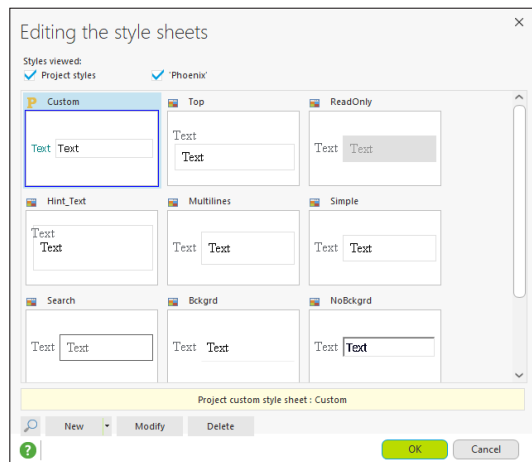 Editing the style sheets
Styles viewed:
Project styles 'Phoenix'
P Custom Top ReadOnly
Text Text
Text
Text
Text Text
Hint_Text Multilines Simple
Text
Text
Text Text
Text Text
Search Bckgrd NoBckgrd
Text Text
Text Text
Text Text
Project custom style sheet : Custom
New Modify Delete
? OK Cancel